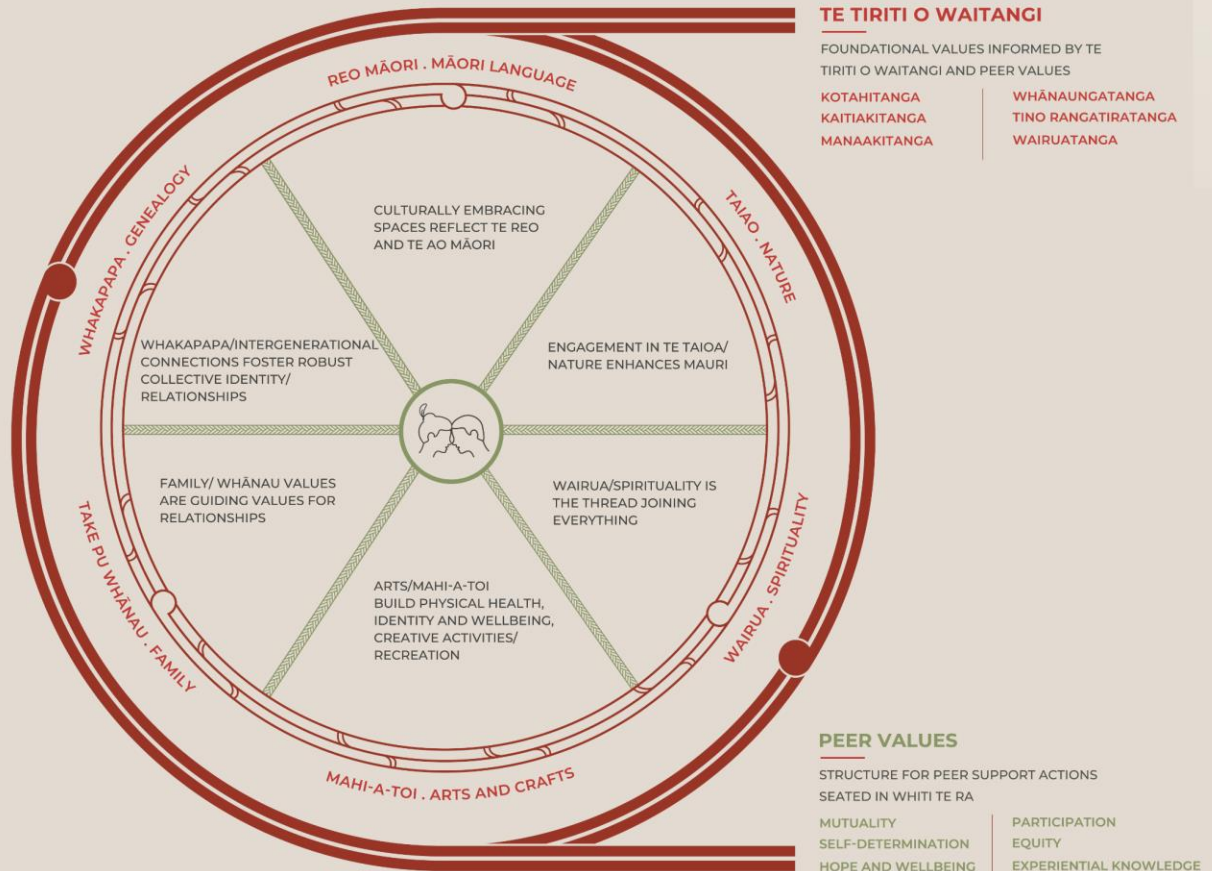 TE TIRITI O WAITANGI
FOUNDATIONAL VALUES INFORMED BY TE
TIRITI O WAITANGI AND PEER VALUES
KOTAHITANGA
KAITIAKITANGA
MANAAKITANGA
WHĀNAUNGATANGA
TINO RANGATIRATANGA
WAIRUATANGA
REO MĀORI . MĀORI LANGUAGE
TAIAO . NATURE
WAIRUA . SPIRITUALITY
MAHI-A-TOI . ARTS AND CRAFTS
TAKE PU WHĀNAU . FAMILY
WHAKAPAPA . GENEALOGY
CULTURALLY EMBRACING
SPACES REFLECT TE REO
AND TE AO MĀORI
ENGAGEMENT IN TE TAIOA/
NATURE ENHANCES MAURI
WAIRUA/SPIRITUALITY IS
THE THREAD JOINING
EVERYTHING
ARTS/MAHI-A-TOI
BUILD PHYSICAL HEALTH,
IDENTITY AND WELLBEING,
CREATIVE ACTIVITIES/
RECREATION
FAMILY/ WHĀNAU VALUES
ARE GUIDING VALUES FOR
RELATIONSHIPS
WHAKAPAPA/INTERGENERATIONAL
CONNECTIONS FOSTER ROBUST
COLLECTIVE IDENTITY/
RELATIONSHIPS
PEER VALUES
STRUCTURE FOR PEER SUPPORT ACTIONS
SEATED IN WHITI TE RA
MUTUALITY
SELF-DETERMINATION
HOPE AND WELLBEING
PARTICIPATION
EQUITY
EXPERIENTIAL KNOWLEDGE